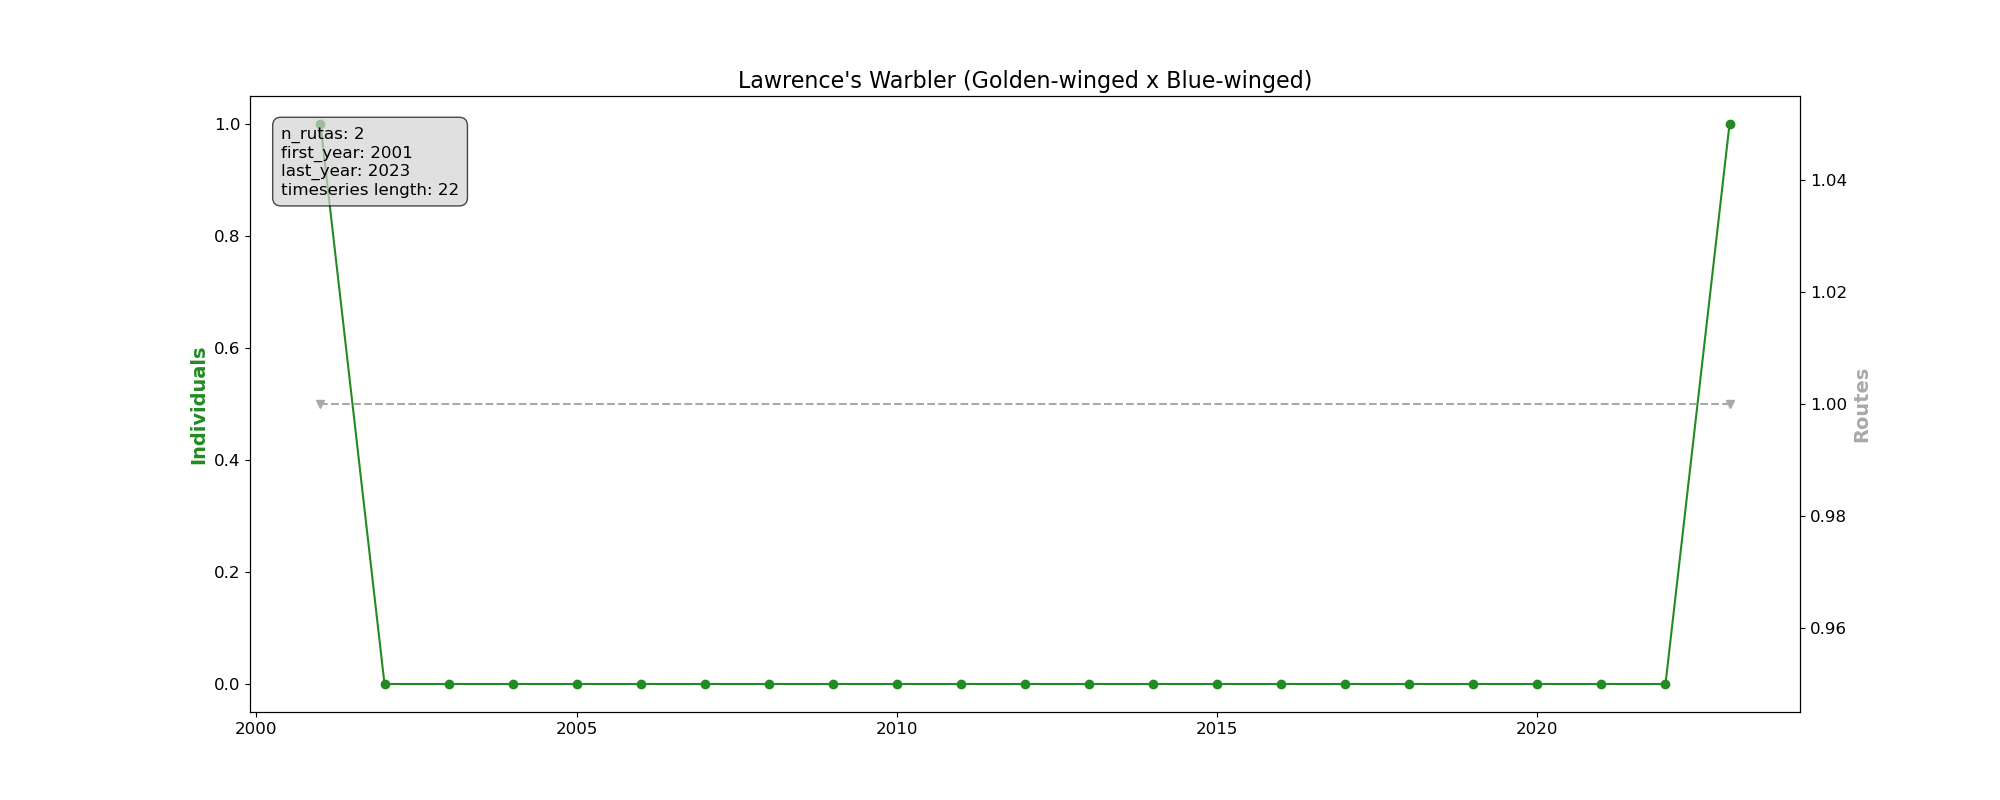 Lawrence's Warbler (Golden-winged x Blue-winged)
n_rutas: 2
first_year: 2001
last_year: 2023
timeseries length: 22
1.0
0.8
0.6
0.4
0.2
0.0
Individuals
1.04
1.02
1.00
0.98
0.96
Routes
2000
2005
2010
2015
2020